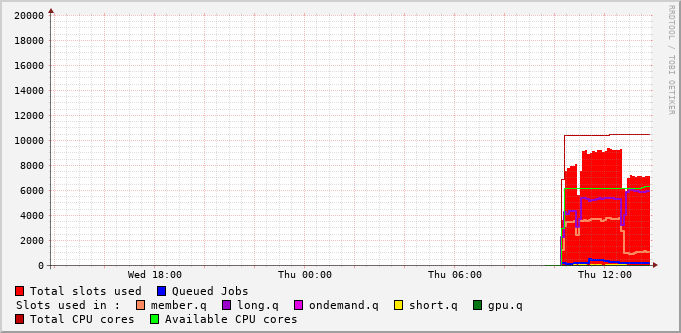 20000
18000
16000
14000
12000
10000
8000
6000
4000
2000
0
Wed 18:00 Thu 00:00 Thu 06:00 Thu 12:00
Total slots used Queued Jobs
Slots used in : member.q long.q ondemand.q short.q gpu.q
Total CPU cores Available CPU cores
RRDTOOL / TOBI OETIKER